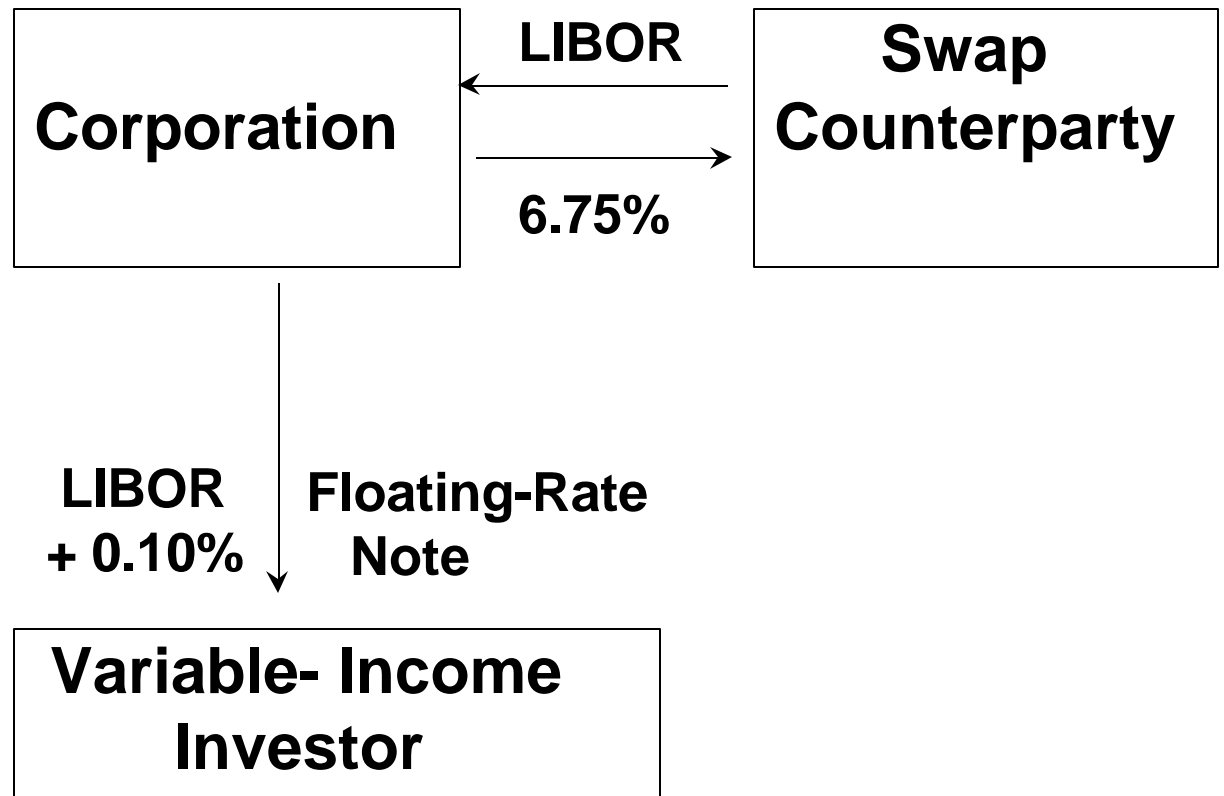 LIBOR
Swap
Corporation
Counterparty
6.75%
LIBOR
+ 0.10%
Floating-Rate
Note
Variable- Income
Investor